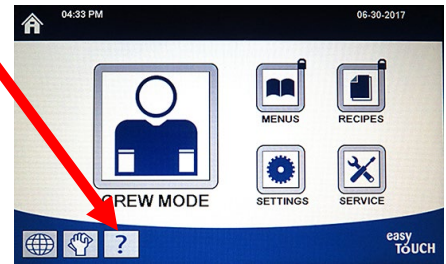 04:33 PM
06-30-2017
MENUS
RECIPES
CREW MODE
SETTINGS
SERVICE
?
easy
TOUCH